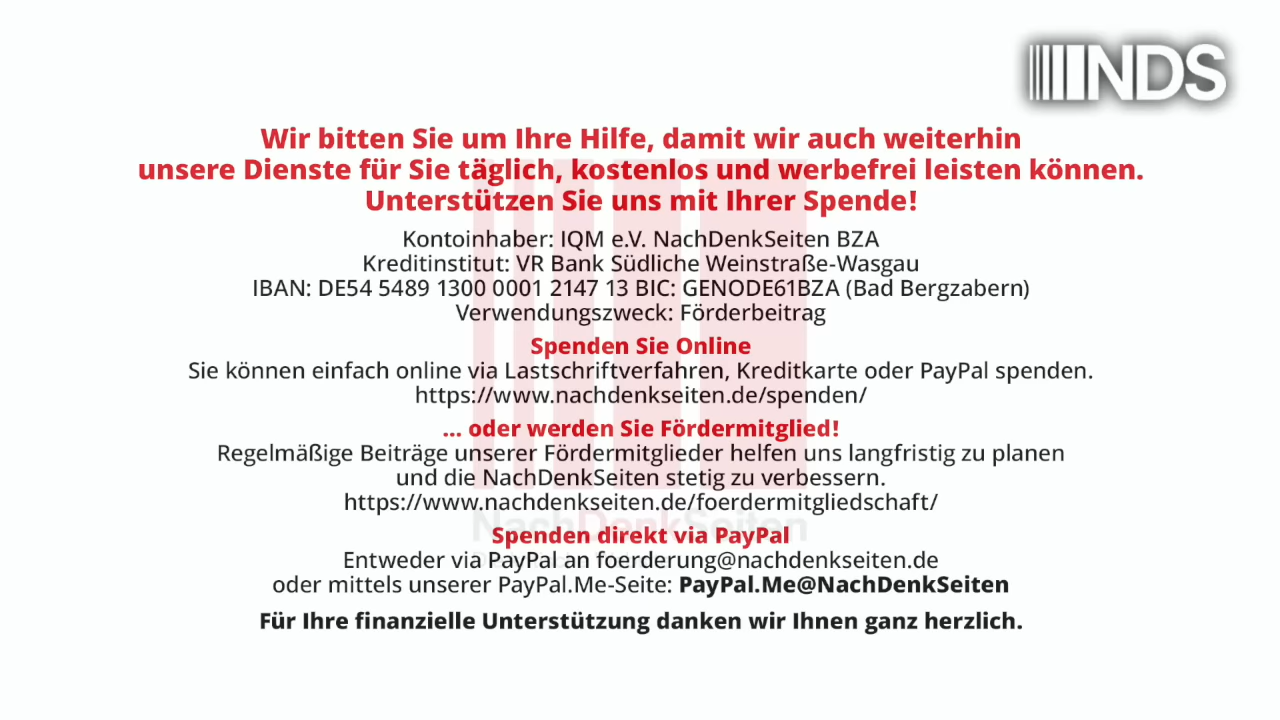 NDS
Wir bitten Sie um Ihre Hilfe, damit wir auch weiterhin
unsere Dienste für Sie täglich, kostenlos und werbefrei leisten können.
Unterstützen Sie uns mit Ihrer Spende!
Kontoinhaber: IQM e.V. NachDenkSeiten BZA
Kreditinstitut: VR Bank Südliche Weinstraße-Wasgau
IBAN: DE54 5489 1300 0001 2147 13 BIC: GENODE61BZA (Bad Bergzabern)
Verwendungszweck: Förderbeitrag
Spenden Sie Online
Sie können einfach online via Lastschriftverfahren, Kreditkarte oder PayPal spenden.
https://www.nachdenkseiten.de/spenden/
... oder werden Sie Fördermitglied!
Regelmäßige Beiträge unserer Fördermitglieder helfen uns langfristig zu planen
und die NachDenkSeiten stetig zu verbessern.
https://www.nachdenkseiten.de/foerdermitgliedschaft/
NachDenkSeiten
Spenden direkt via PayPal
Entweder via PayPal an foerderung@nachdenkseiten.de
oder mittels unserer PayPal.Me-Seite: PayPal.Me@NachDenkSeiten
Für Ihre finanzielle Unterstützung danken wir Ihnen ganz herzlich.